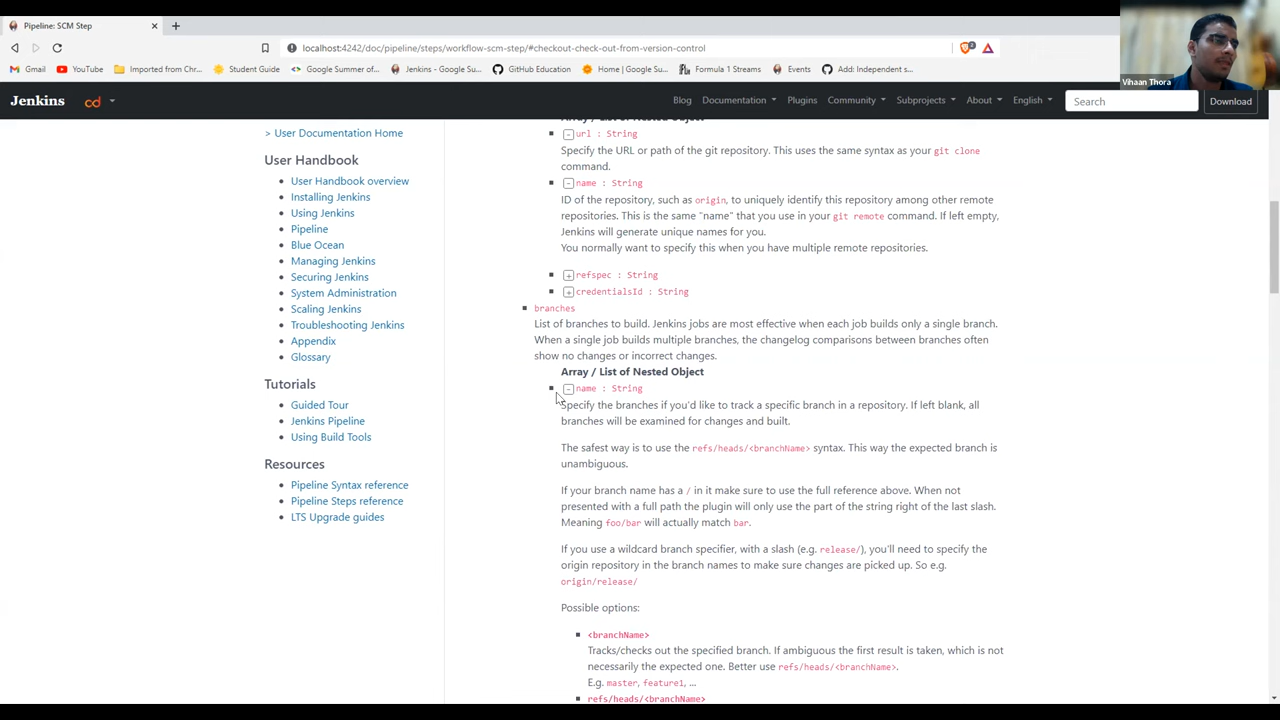 Pipeline: SCM Step
localhost:4242/doc/pipeline/steps/workflow-scm-step/#checkout-check-out-from-version-control
Gmail
YouTube
Imported from Chr...
Student Guide
Google Summer of...
Jenkins - Google Su...
GitHub Education
Home | Google Su...
Formula 1 Streams
Events
Add: Independent s...
Vihaan Thora
Jenkins
cd
Blog
Documentation
Plugins
Community
Subprojects
About
English
Search
Download
> User Documentation Home
User Handbook
User Handbook overview
Installing Jenkins
Using Jenkins
Pipeline
Blue Ocean
Managing Jenkins
Securing Jenkins
System Administration
Scaling Jenkins
Troubleshooting Jenkins
Appendix
Glossary
Tutorials
Guided Tour
Jenkins Pipeline
Using Build Tools
Resources
Pipeline Syntax reference
Pipeline Steps reference
LTS Upgrade guides
Array / List of Nested Object
url : String
Specify the URL or path of the git repository. This uses the same syntax as your git clone
command.
name : String
ID of the repository, such as origin, to uniquely identify this repository among other remote
repositories. This is the same "name" that you use in your git remote command. If left empty,
Jenkins will generate unique names for you.
You normally want to specify this when you have multiple remote repositories.
refspec : String
credentialsId : String
branches
List of branches to build. Jenkins jobs are most effective when each job builds only a single branch.
When a single job builds multiple branches, the changelog comparisons between branches often
show no changes or incorrect changes.
Array / List of Nested Object
name : String
Specify the branches if you'd like to track a specific branch in a repository. If left blank, all
branches will be examined for changes and built.
The safest way is to use the refs/heads/<branchName> syntax. This way the expected branch is
unambiguous.
If your branch name has a / in it make sure to use the full reference above. When not
presented with a full path the plugin will only use the part of the string right of the last slash.
Meaning foo/bar will actually match bar.
If you use a wildcard branch specifier, with a slash (e.g. release/), you'll need to specify the
origin repository in the branch names to make sure changes are picked up. So e.g.
origin/release/
Possible options:
<branchName>
Tracks/checks out the specified branch. If ambiguous the first result is taken, which is not
necessarily the expected one. Better use refs/heads/<branchName>.
E.g. master, feature1, ...
refs/heads/<branchName>